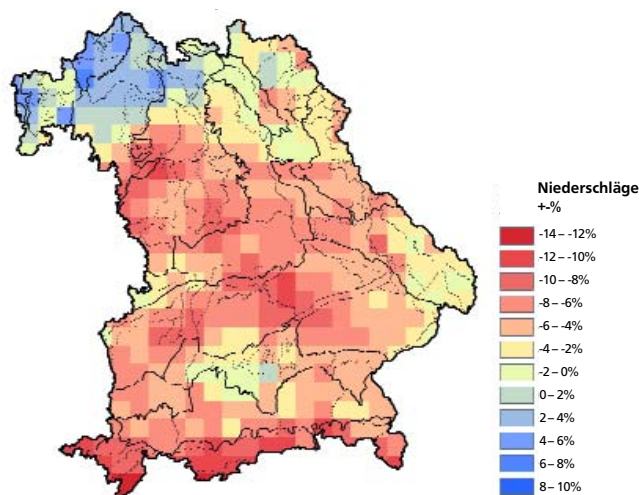 Niederschläge
+-%
-14 – -12%
-12 – -10%
-10 – -8%
-8 – -6%
-6 – -4%
-4 – -2%
-2 – 0%
0 – 2%
2 – 4%
4 – 6%
6 – 8%
8 – 10%